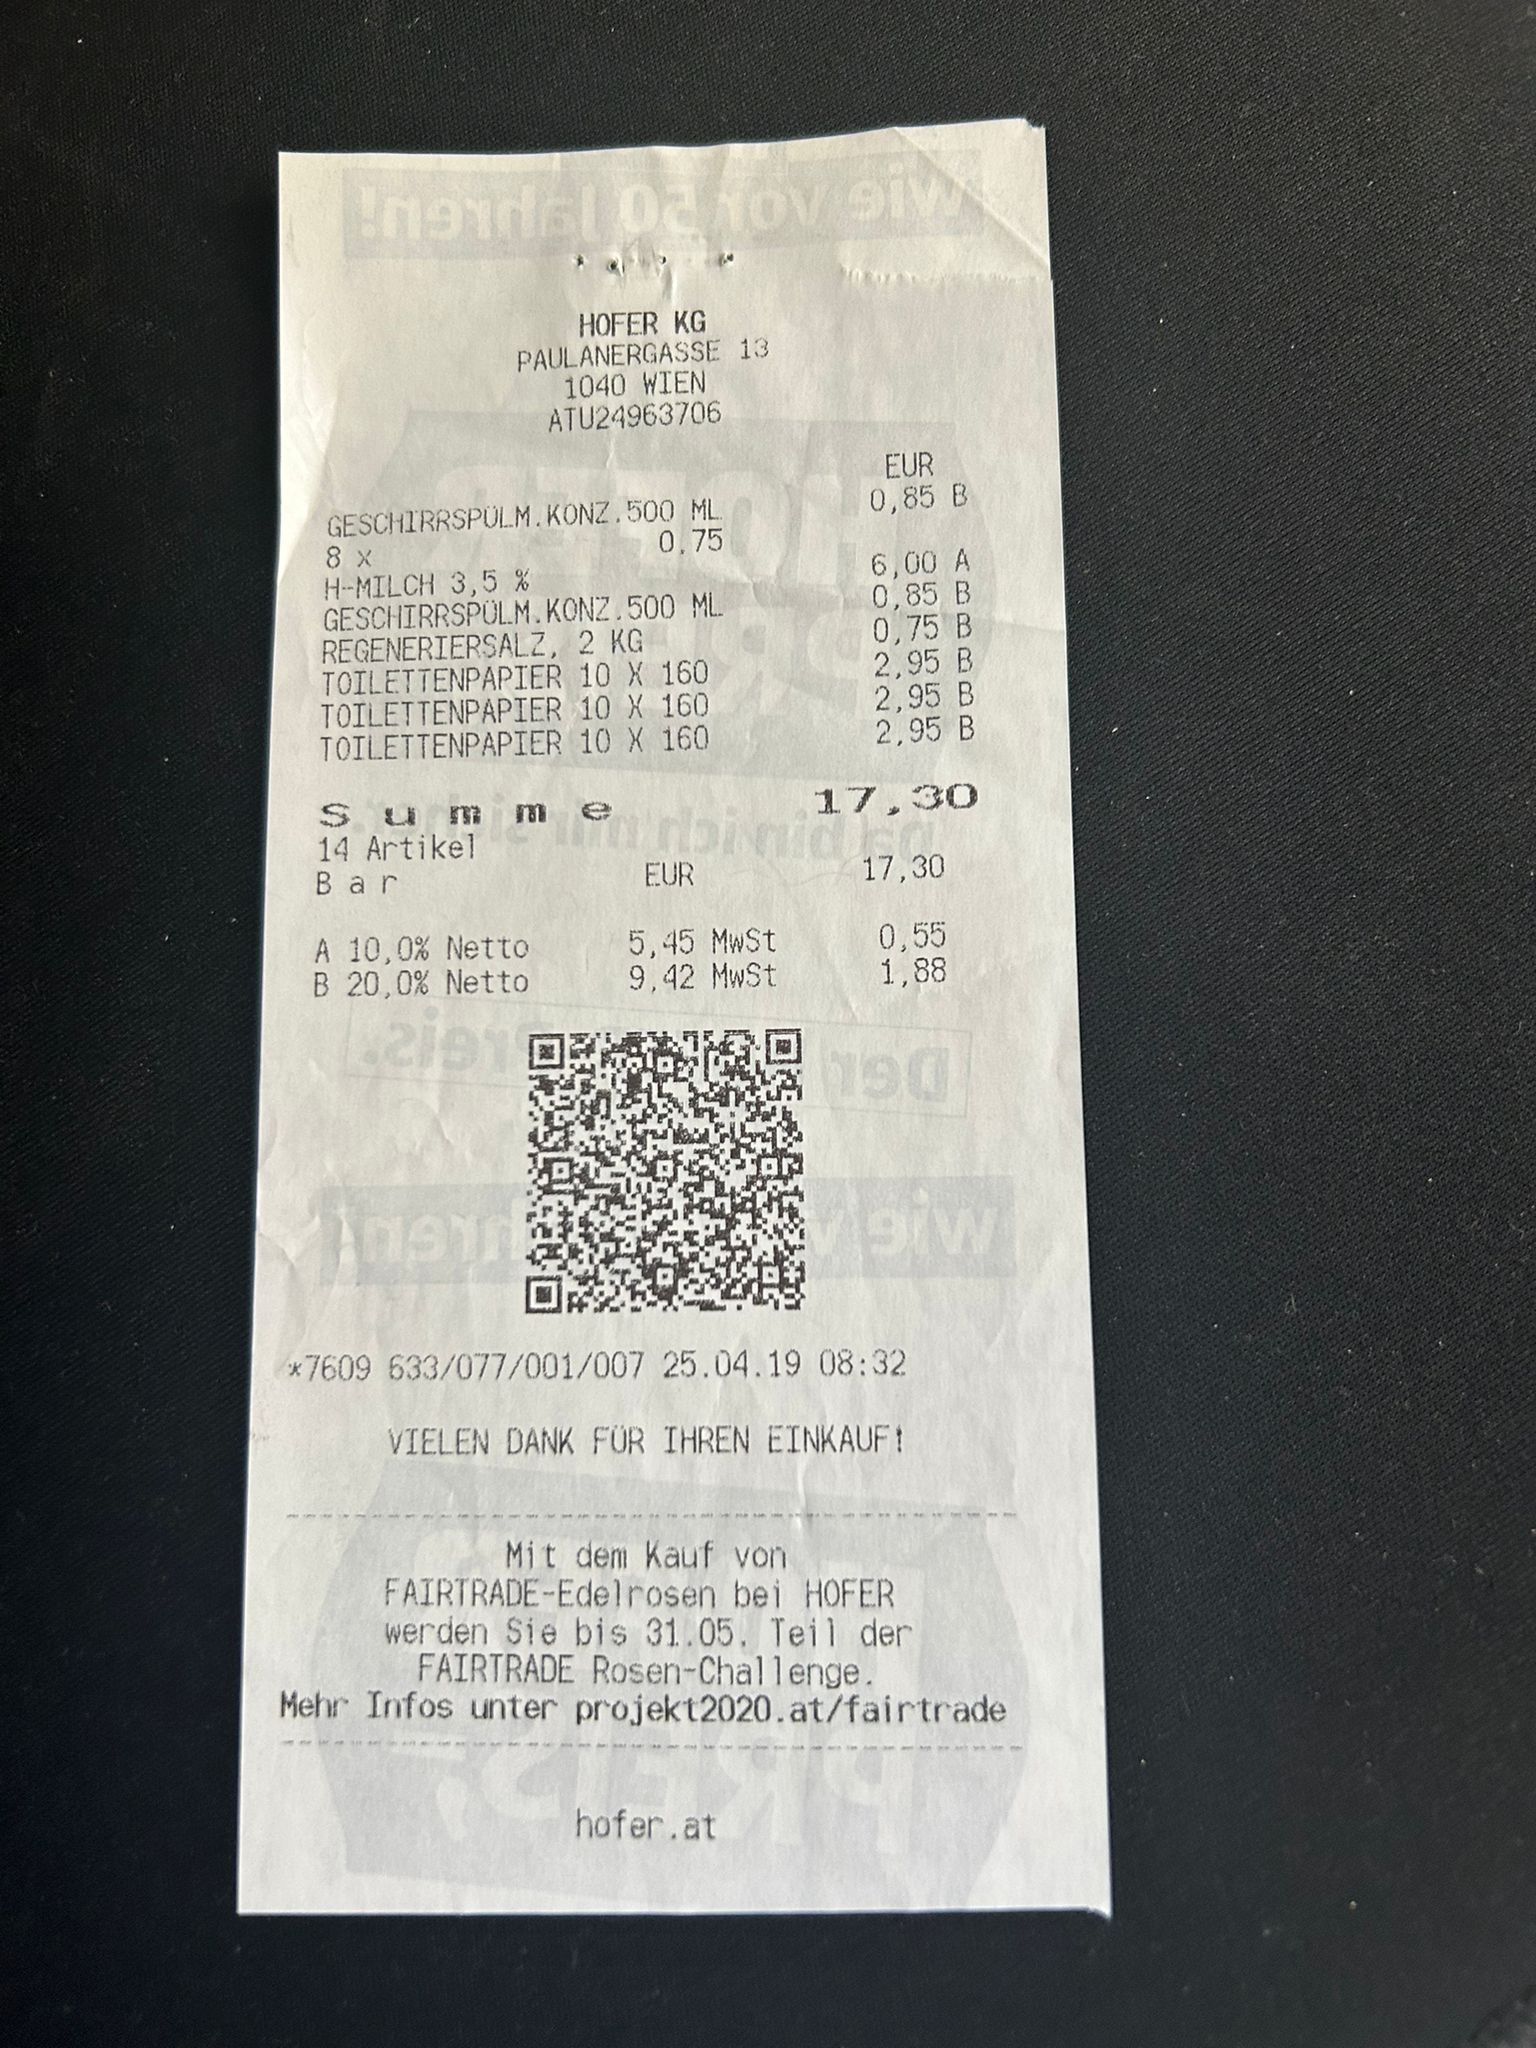 wie vor 50 Jahren!
HOFER KG
PAULANERGASSE 13
1040 WIEN
ATU24963706
EUR
GESCHIRRSPÜLM.KONZ.500 ML 0,85 B
8 x 0,75
H-MILCH 3,5 % 6,00 A
GESCHIRRSPÜLM.KONZ.500 ML 0,85 B
REGENERIERSALZ, 2 KG 0,75 B
TOILETTENPAPIER 10 X 160 2,95 B
TOILETTENPAPIER 10 X 160 2,95 B
TOILETTENPAPIER 10 X 160 2,95 B
Summe 17,30
14 Artikel
Bar EUR 17,30
A 10,0% Netto 5,45 MwSt 0,55
B 20,0% Netto 9,42 MwSt 1,88
*7609 633/077/001/007 25.04.19 08:32
VIELEN DANK FÜR IHREN EINKAUF!
Mit dem Kauf von
FAIRTRADE-Edelrosen bei HOFER
werden Sie bis 31.05. Teil der
FAIRTRADE Rosen-Challenge.
Mehr Infos unter projekt2020.at/fairtrade
hofer.at